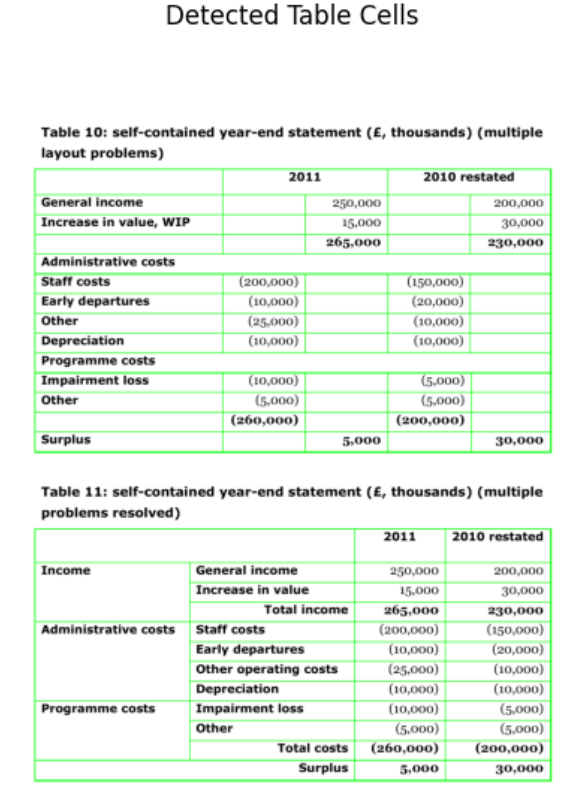 Detected Table Cells
Table 10: self-contained year-end statement (£, thousands) (multiple
layout problems)
2011 2010 restated
General income 250,000 200,000
Increase in value, WIP 15,000 30,000
265,000 230,000
Administrative costs
Staff costs (200,000) (150,000)
Early departures (10,000) (20,000)
Other (25,000) (10,000)
Depreciation (10,000) (10,000)
Programme costs
Impairment loss (10,000) (5,000)
Other (5,000) (5,000)
(260,000) (200,000)
Surplus 5,000 30,000
Table 11: self-contained year-end statement (£, thousands) (multiple
problems resolved)
2011 2010 restated
Income General income 250,000 200,000
Increase in value 15,000 30,000
Total income 265,000 230,000
Administrative costs Staff costs (200,000) (150,000)
Early departures (10,000) (20,000)
Other operating costs (25,000) (10,000)
Depreciation (10,000) (10,000)
Programme costs Impairment loss (10,000) (5,000)
Other (5,000) (5,000)
Total costs (260,000) (200,000)
Surplus 5,000 30,000